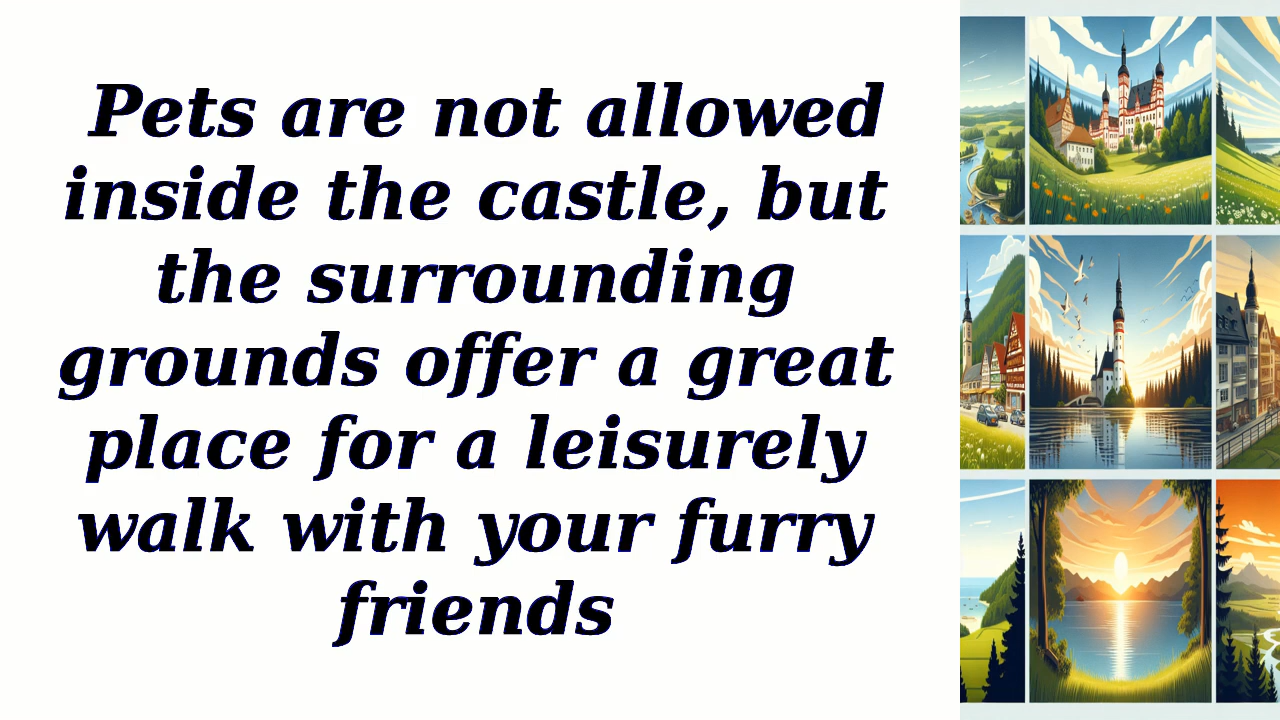 Pets are not allowed
inside the castle, but
the surrounding
grounds offer a great
place for a leisurely
walk with your furry
friends